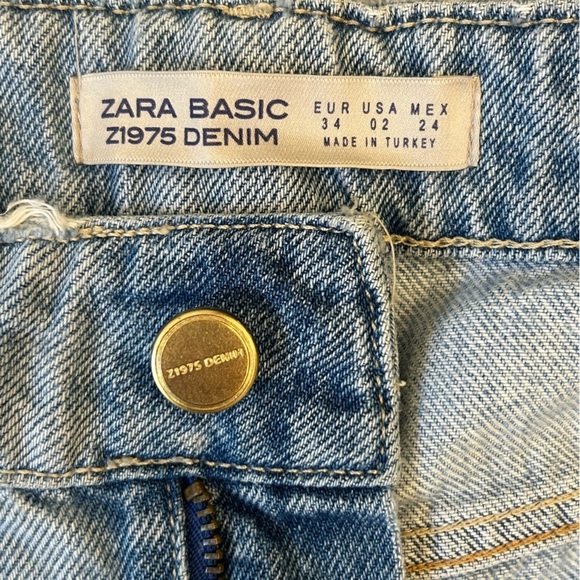 ZARA BASIC
Z1975 DENIM
EUR USA MEX
34 02 24
MADE IN TURKEY
Z1975 DENIM